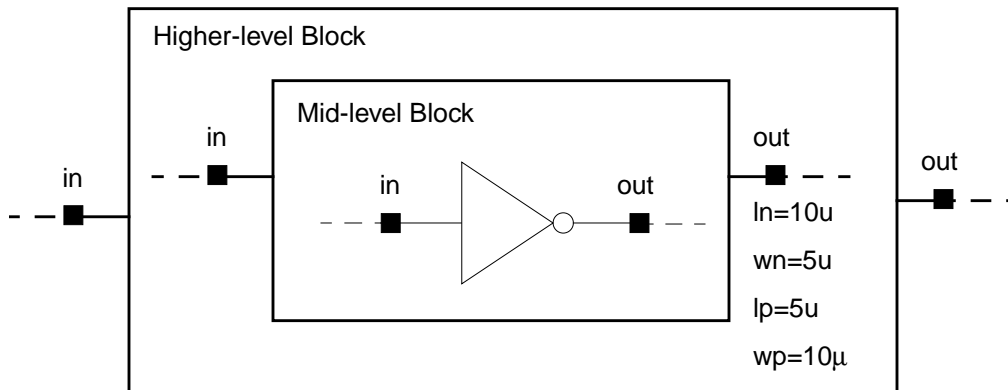 Higher-level Block
Mid-level Block
in
out
in
in
out
out
ln=10u
wn=5u
lp=5u
wp=10μ